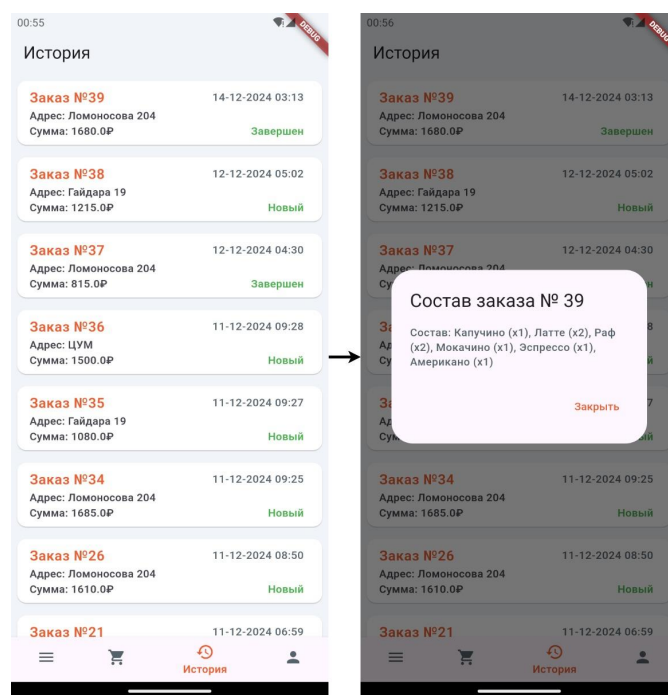 00:55
DEBUG
История
Заказ №39 14-12-2024 03:13
Адрес: Ломоносова 204
Сумма: 1680.0₽ Завершен
Заказ №38 12-12-2024 05:02
Адрес: Гайдара 19
Сумма: 1215.0₽ Новый
Заказ №37 12-12-2024 04:30
Адрес: Ломоносова 204
Сумма: 815.0₽ Завершен
Заказ №36 11-12-2024 09:28
Адрес: ЦУМ
Сумма: 1500.0₽ Новый
Заказ №35 11-12-2024 09:27
Адрес: Гайдара 19
Сумма: 1080.0₽ Новый
Заказ №34 11-12-2024 09:25
Адрес: Ломоносова 204
Сумма: 1685.0₽ Новый
Заказ №26 11-12-2024 08:50
Адрес: Ломоносова 204
Сумма: 1610.0₽ Новый
Заказ №21 11-12-2024 06:59
История
00:56
DEBUG
История
Заказ №39 14-12-2024 03:13
Адрес: Ломоносова 204
Сумма: 1680.0₽ Завершен
Заказ №38 12-12-2024 05:02
Адрес: Гайдара 19
Сумма: 1215.0₽ Новый
Заказ №37 12-12-2024 04:30
Адрес: Ломоносова 204
Состав заказа № 39
Состав: Капучино (x1), Латте (x2), Раф
(x2), Мокачино (x1), Эспрессо (x1),
Американо (x1)
Закрыть
Заказ №34 11-12-2024 09:25
Адрес: Ломоносова 204
Сумма: 1685.0₽ Новый
Заказ №26 11-12-2024 08:50
Адрес: Ломоносова 204
Сумма: 1610.0₽ Новый
Заказ №21 11-12-2024 06:59
История